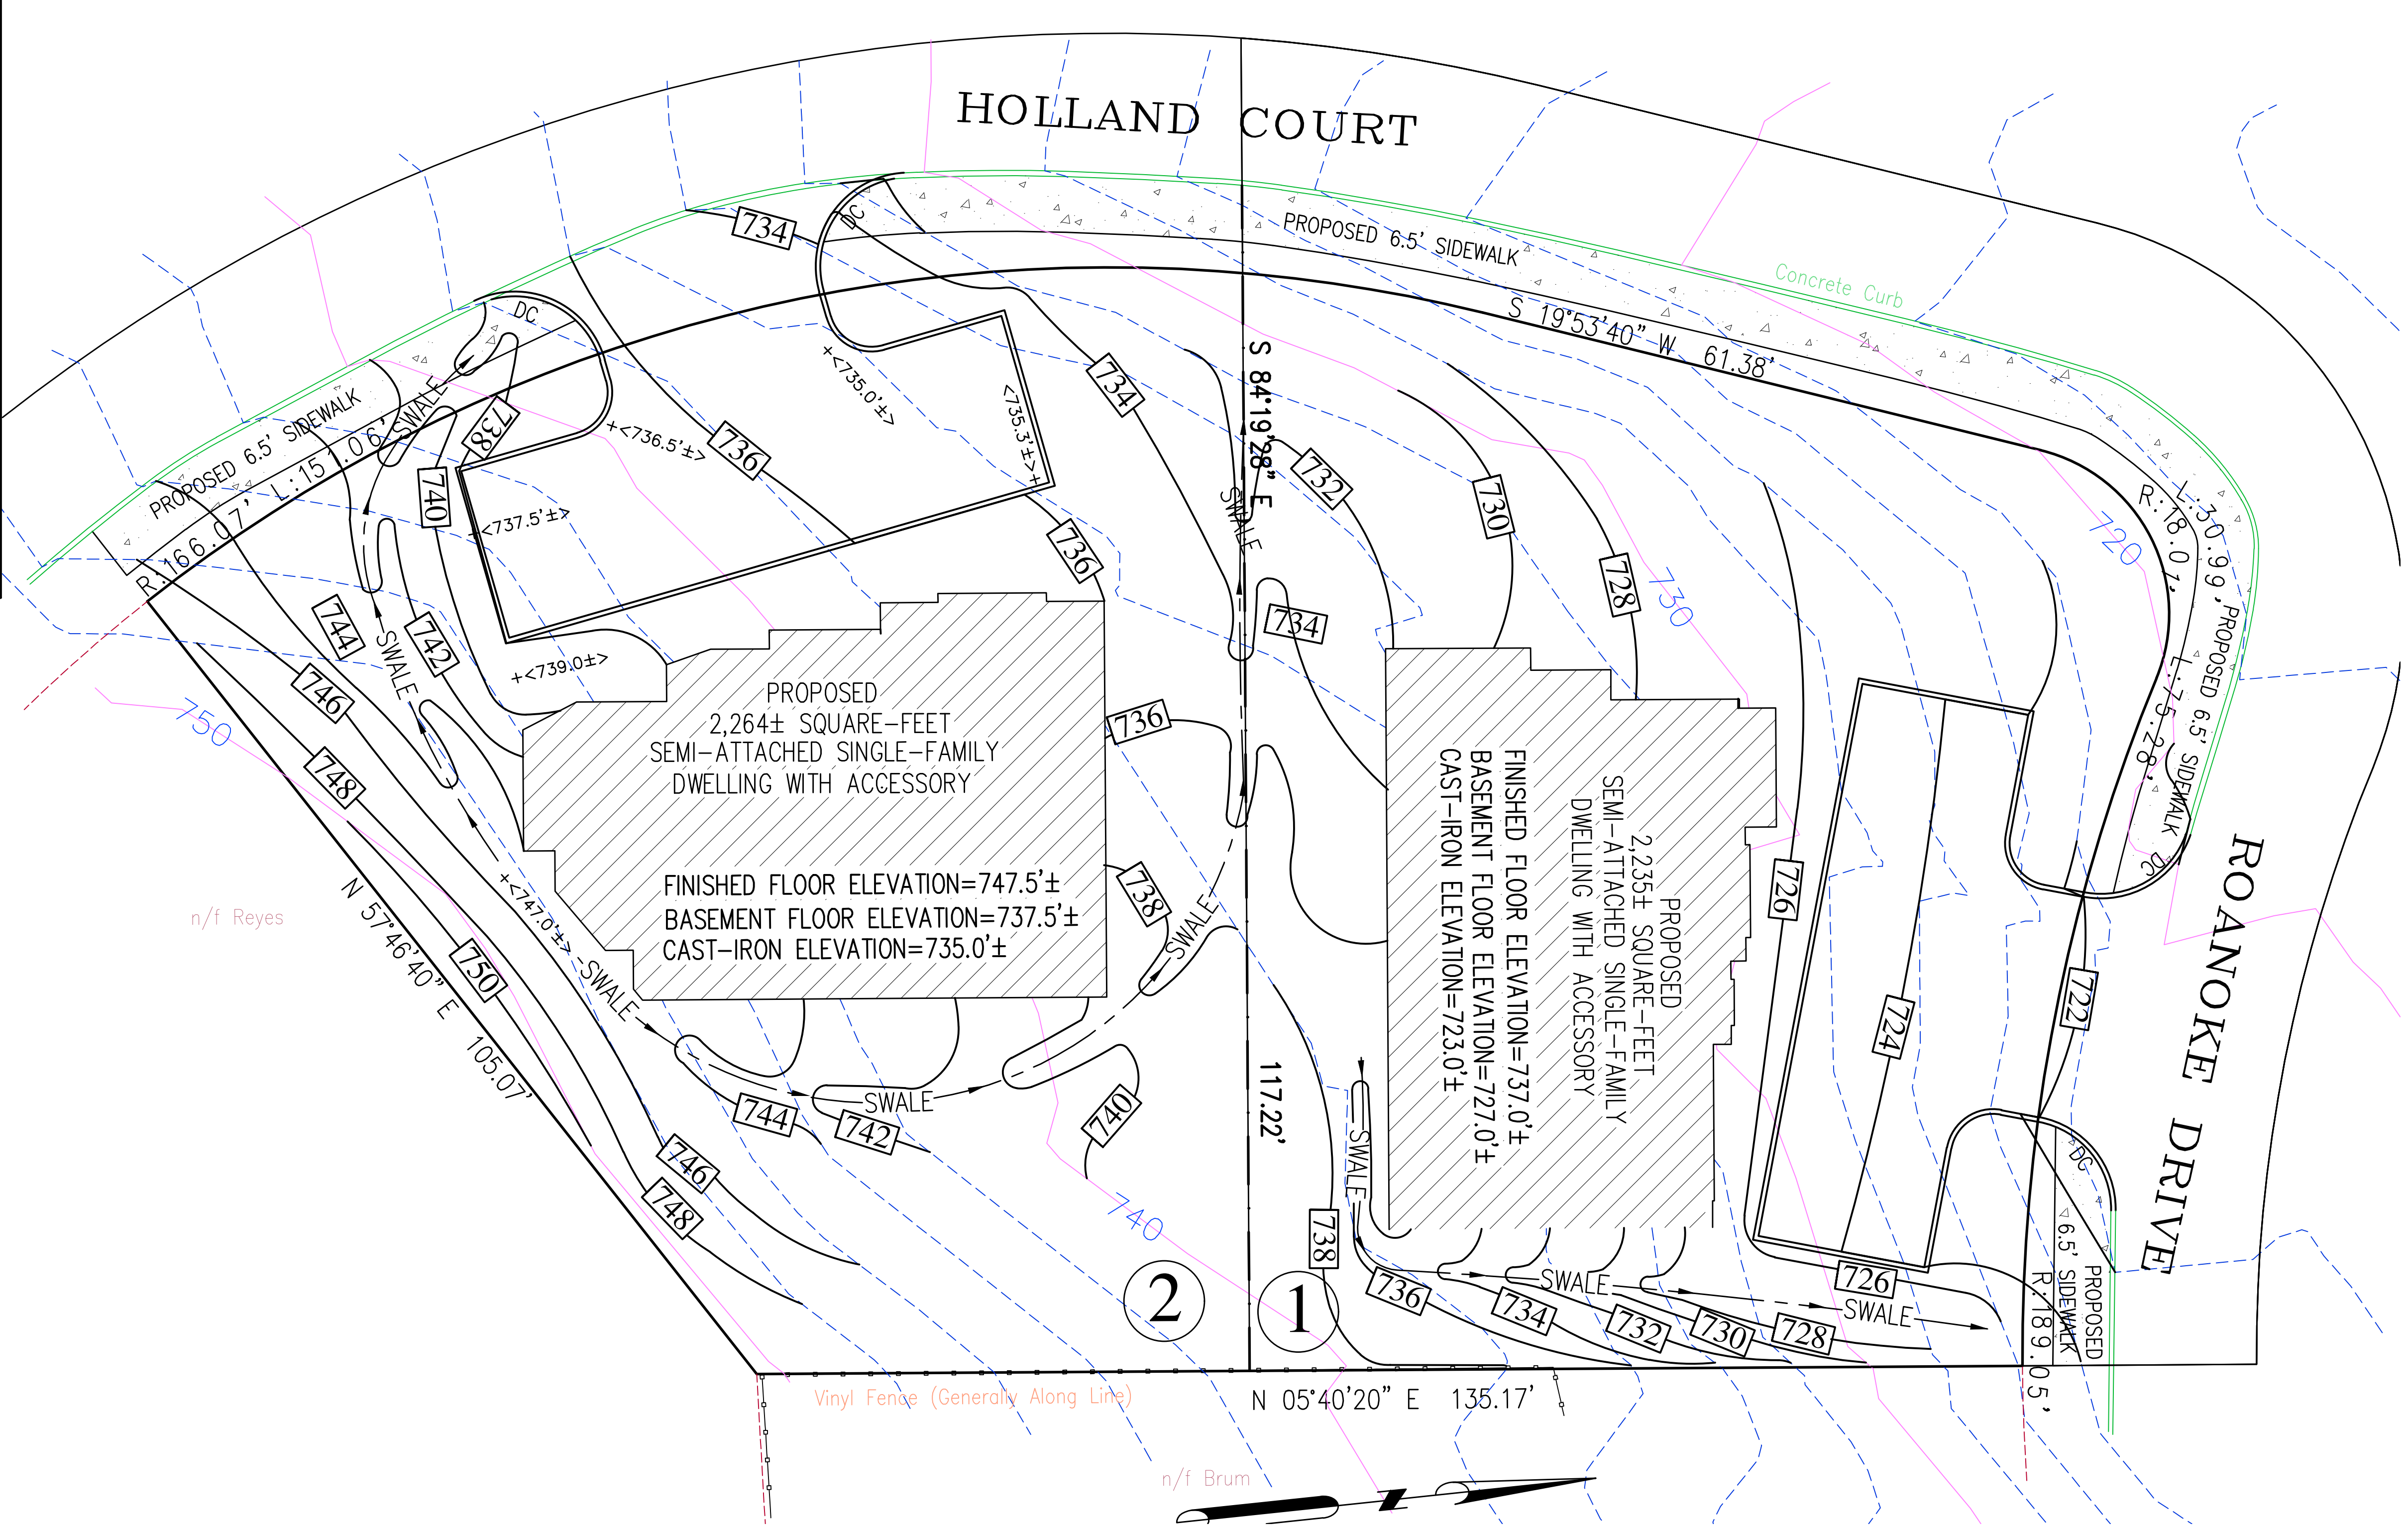 HOLLAND COURT
734
DC
PROPOSED 6.5' SIDEWALK
Concrete Curb
S 19°53'40" W 61.38'
DC
SWALE
738
PROPOSED 6.5' SIDEWALK
R:166.07' L:151.06'
740
+<736.5'±>
736
+<735.0'±>
<735.3'±>+
734
S 84°19'28" E
117.22'
SWALE
732
730
728
730
720
L:30.99'
R:18.01'
PROPOSED 6.5' SIDEWALK
L:75.28'
DC
+<737.5'±>
736
734
744
SWALE
742
746
750
748
+<739.0±>
PROPOSED
2,264± SQUARE-FEET
SEMI-ATTACHED SINGLE-FAMILY
DWELLING WITH ACCESSORY
FINISHED FLOOR ELEVATION=747.5'±
BASEMENT FLOOR ELEVATION=737.5'±
CAST-IRON ELEVATION=735.0'±
736
738
SWALE
PROPOSED
2,235± SQUARE-FEET
SEMI-ATTACHED SINGLE-FAMILY
DWELLING WITH ACCESSORY
FINISHED FLOOR ELEVATION=737.0'±
BASEMENT FLOOR ELEVATION=727.0'±
CAST-IRON ELEVATION=723.0'±
726
724
722
ROANOKE DRIVE
n/f Reyes
N 57°46'40" E 105.07'
750
+<747.0'±>
SWALE
744
742
SWALE
740
740
746
748
SWALE
738
736
SWALE
734
732
730
728
726
SWALE
DC
PROPOSED
6.5' SIDEWALK
R:189.05'
2
1
Vinyl Fence (Generally Along Line)
N 05°40'20" E 135.17'
n/f Brum
Z